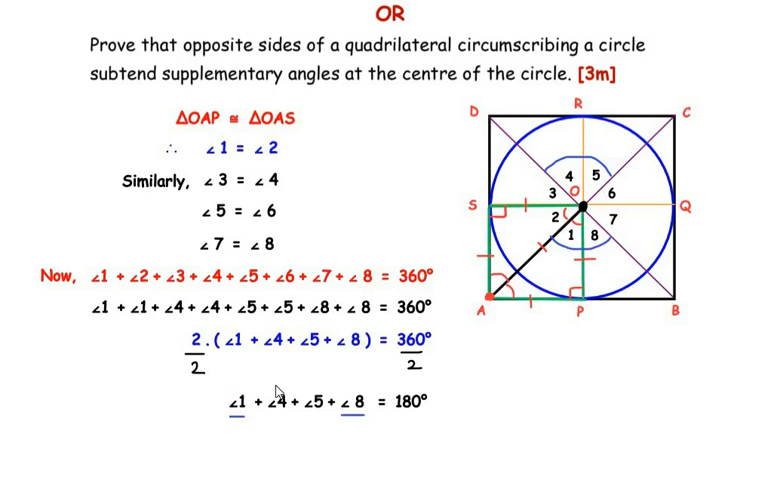 OR
Prove that opposite sides of a quadrilateral circumscribing a circle
subtend supplementary angles at the centre of the circle. [3m]
ΔOAP ≅ ΔOAS
∴ ∠1 = ∠2
Similarly, ∠3 = ∠4
∠5 = ∠6
∠7 = ∠8
Now, ∠1 + ∠2 + ∠3 + ∠4 + ∠5 + ∠6 + ∠7 + ∠8 = 360°
∠1 + ∠1 + ∠4 + ∠4 + ∠5 + ∠5 + ∠8 + ∠8 = 360°
2 . ( ∠1 + ∠4 + ∠5 + ∠8 ) = 360°
2 2
∠1 + ∠4 + ∠5 + ∠8 = 180°
D R C
4 5
3 O 6
S Q
2 7
1 8
A P B